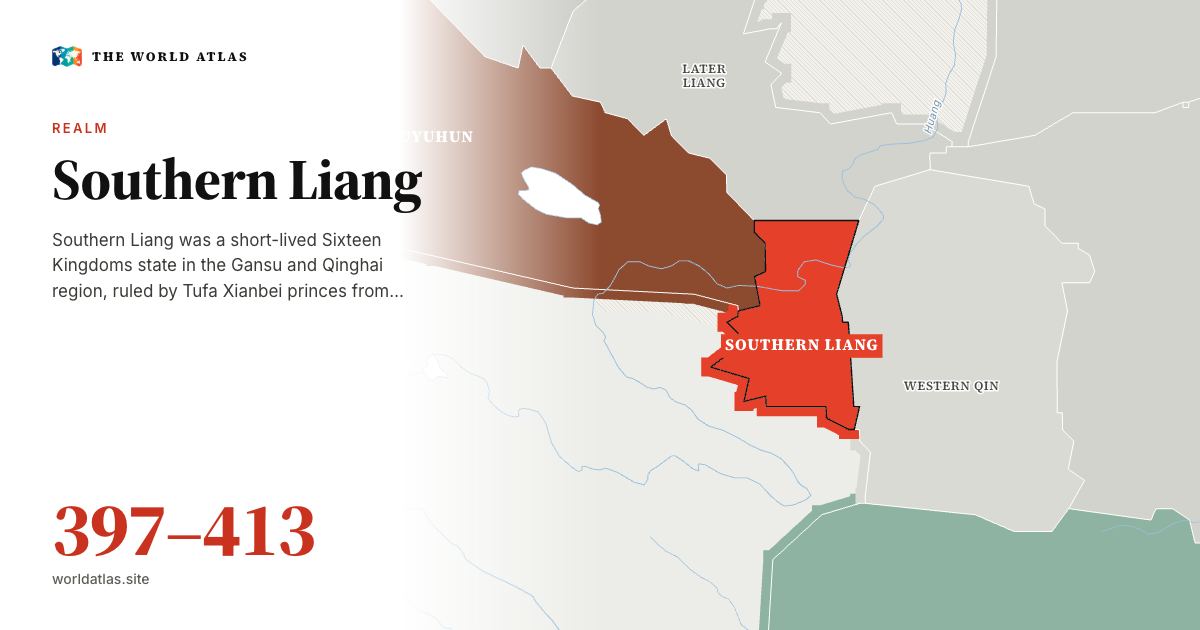 THE WORLD ATLAS
REALM
Southern Liang
Southern Liang was a short-lived Sixteen
Kingdoms state in the Gansu and Qinghai
region, ruled by Tufa Xianbei princes from...
397–413
worldatlas.site
UYUHUN
LATER
LIANG
Huang
SOUTHERN LIANG
WESTERN QIN